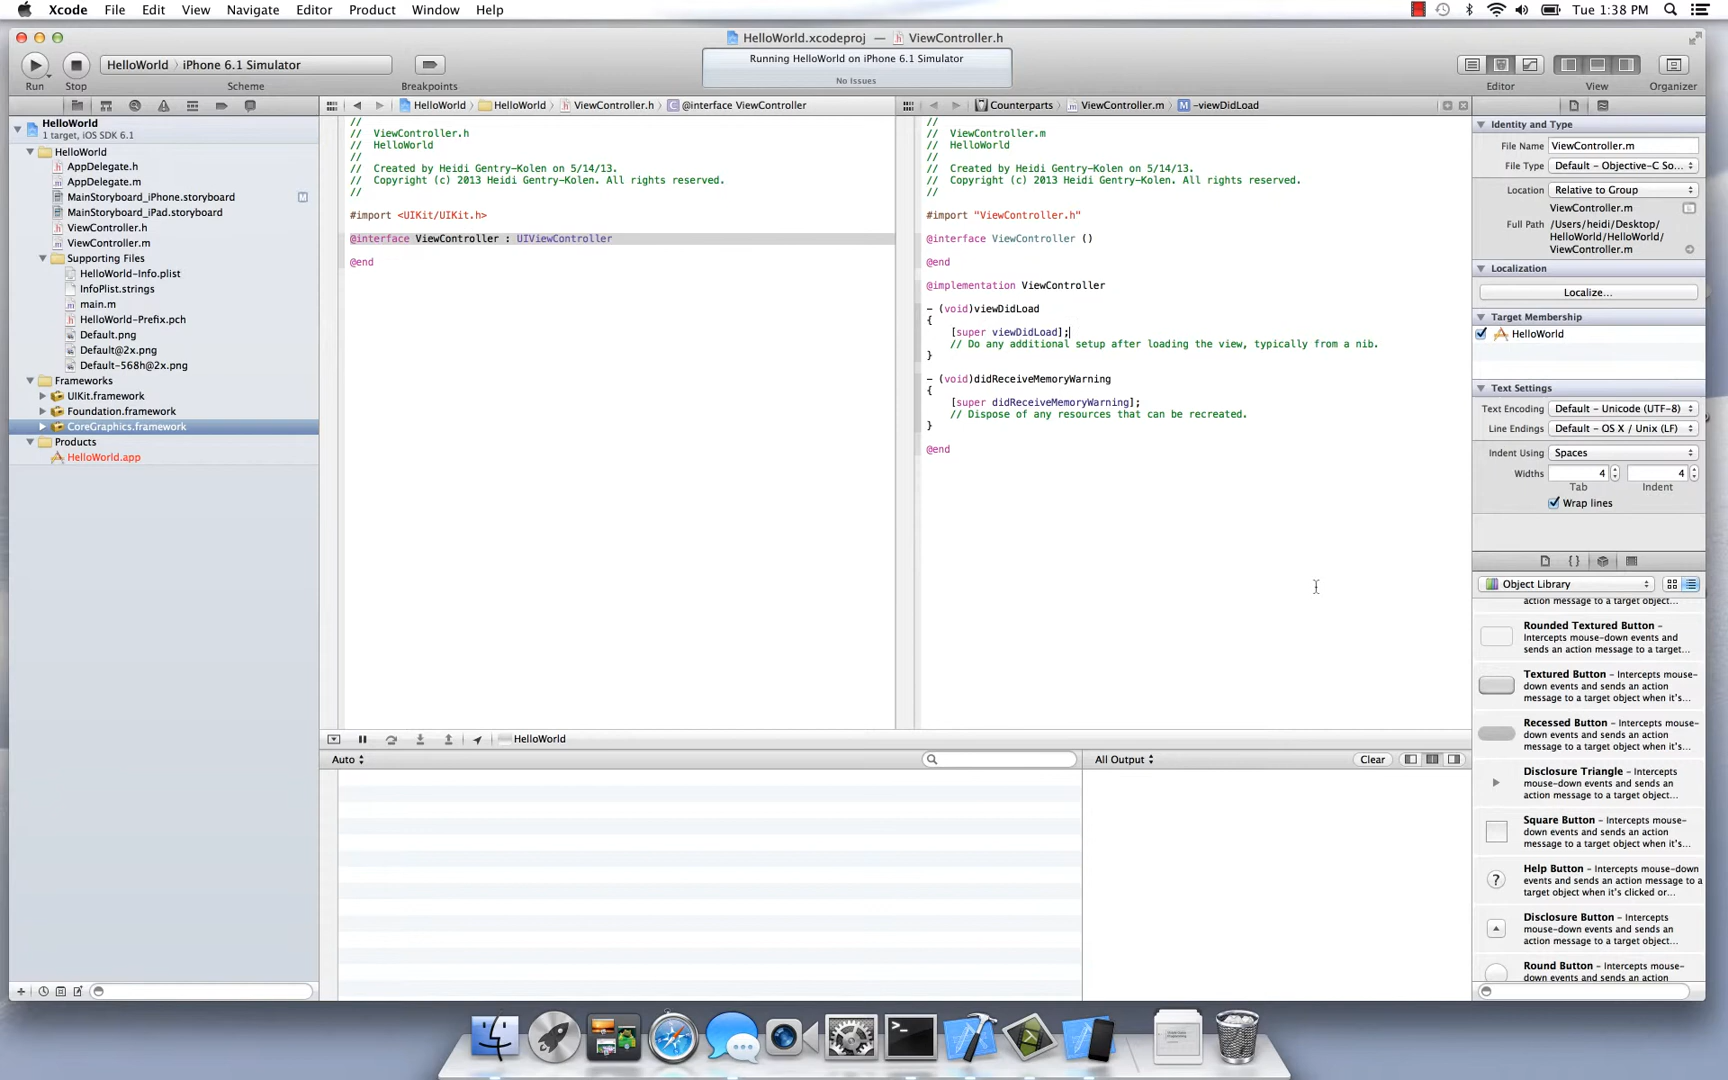 Xcode File Edit View Navigate Editor Product Window Help Tue 1:38 PM
HelloWorld.xcodeproj — ViewController.h
HelloWorld 〉 iPhone 6.1 Simulator
Running HelloWorld on iPhone 6.1 Simulator
No Issues
Run Stop Scheme Breakpoints Editor View Organizer
HelloWorld
1 target, iOS SDK 6.1
HelloWorld
AppDelegate.h
AppDelegate.m
MainStoryboard_iPhone.storyboard M
MainStoryboard_iPad.storyboard
ViewController.h
ViewController.m
Supporting Files
HelloWorld-Info.plist
InfoPlist.strings
main.m
HelloWorld-Prefix.pch
Default.png
Default@2x.png
Default-568h@2x.png
Frameworks
UIKit.framework
Foundation.framework
CoreGraphics.framework
Products
HelloWorld.app
HelloWorld 〉 HelloWorld 〉 ViewController.h 〉 C @interface ViewController
//
// ViewController.h
// HelloWorld
//
// Created by Heidi Gentry-Kolen on 5/14/13.
// Copyright (c) 2013 Heidi Gentry-Kolen. All rights reserved.
//
#import <UIKit/UIKit.h>
@interface ViewController : UIViewController
@end
Counterparts 〉 ViewController.m 〉 M -viewDidLoad
//
// ViewController.m
// HelloWorld
//
// Created by Heidi Gentry-Kolen on 5/14/13.
// Copyright (c) 2013 Heidi Gentry-Kolen. All rights reserved.
//
#import "ViewController.h"
@interface ViewController ()
@end
@implementation ViewController
- (void)viewDidLoad
{
[super viewDidLoad];
// Do any additional setup after loading the view, typically from a nib.
}
- (void)didReceiveMemoryWarning
{
[super didReceiveMemoryWarning];
// Dispose of any resources that can be recreated.
}
@end
HelloWorld
Auto
All Output
Clear
Identity and Type
File Name ViewController.m
File Type Default - Objective-C So...
Location Relative to Group
ViewController.m
Full Path /Users/heidi/Desktop/
HelloWorld/HelloWorld/
ViewController.m
Localization
Localize...
Target Membership
HelloWorld
Text Settings
Text Encoding Default - Unicode (UTF-8)
Line Endings Default - OS X / Unix (LF)
Indent Using Spaces
Widths 4 4
Tab Indent
Wrap lines
{ }
Object Library
action message to a target object...
Rounded Textured Button -
Intercepts mouse-down events and
sends an action message to a target...
Textured Button - Intercepts mouse-
down events and sends an action
message to a target object when it's...
Recessed Button - Intercepts mouse-
down events and sends an action
message to a target object when it's...
Disclosure Triangle - Intercepts
mouse-down events and sends an
action message to a target object...
Square Button - Intercepts mouse-
down events and sends an action
message to a target object when it's...
? Help Button - Intercepts mouse-down
events and sends an action message to a
target object when it's clicked or...
Disclosure Button - Intercepts
mouse-down events and sends an
action message to a target object...
Round Button - Intercepts mouse-
down events and sends an action